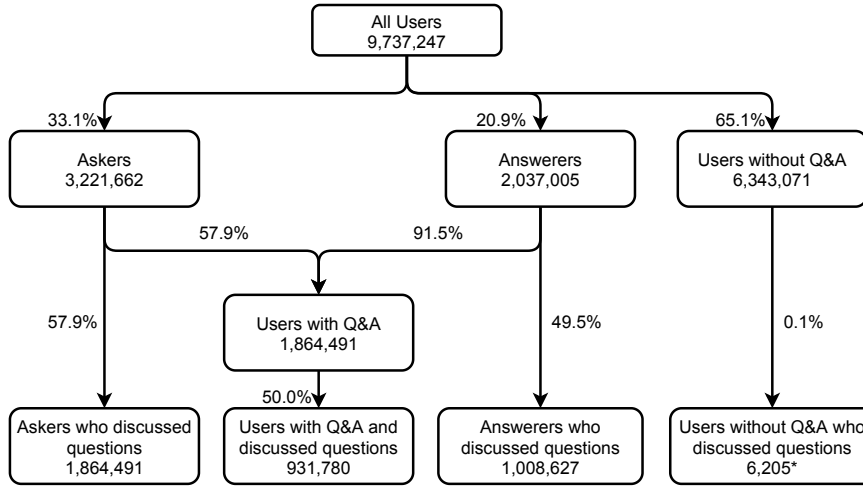 All Users
9,737,247
33.1%
20.9%
65.1%
Askers
3,221,662
Answerers
2,037,005
Users without Q&A
6,343,071
57.9%
91.5%
57.9%
Users with Q&A
1,864,491
49.5%
0.1%
50.0%
Askers who discussed
questions
1,864,491
Users with Q&A and
discussed questions
931,780
Answerers who
discussed questions
1,008,627
Users without Q&A who
discussed questions
6,205*